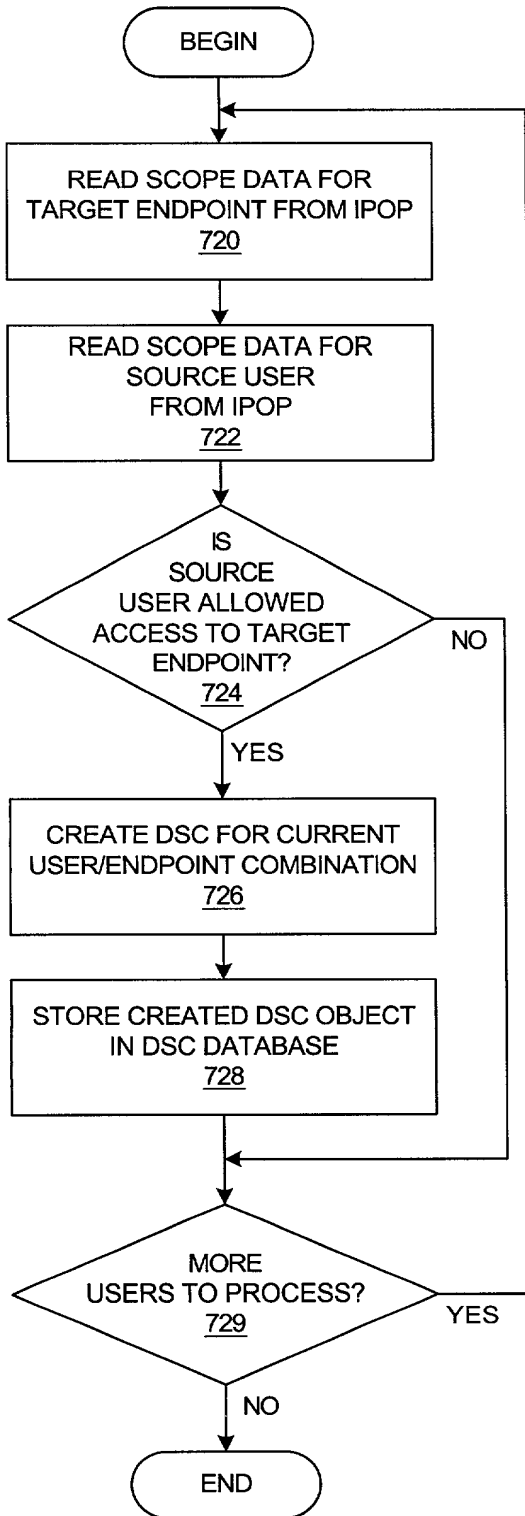 BEGIN
READ SCOPE DATA FOR
TARGET ENDPOINT FROM IPOP
720
READ SCOPE DATA FOR
SOURCE USER
FROM IPOP
722
IS
SOURCE
USER ALLOWED
ACCESS TO TARGET
ENDPOINT?
724
NO
YES
CREATE DSC FOR CURRENT
USER/ENDPOINT COMBINATION
726
STORE CREATED DSC OBJECT
IN DSC DATABASE
728
MORE
USERS TO PROCESS?
729
YES
NO
END